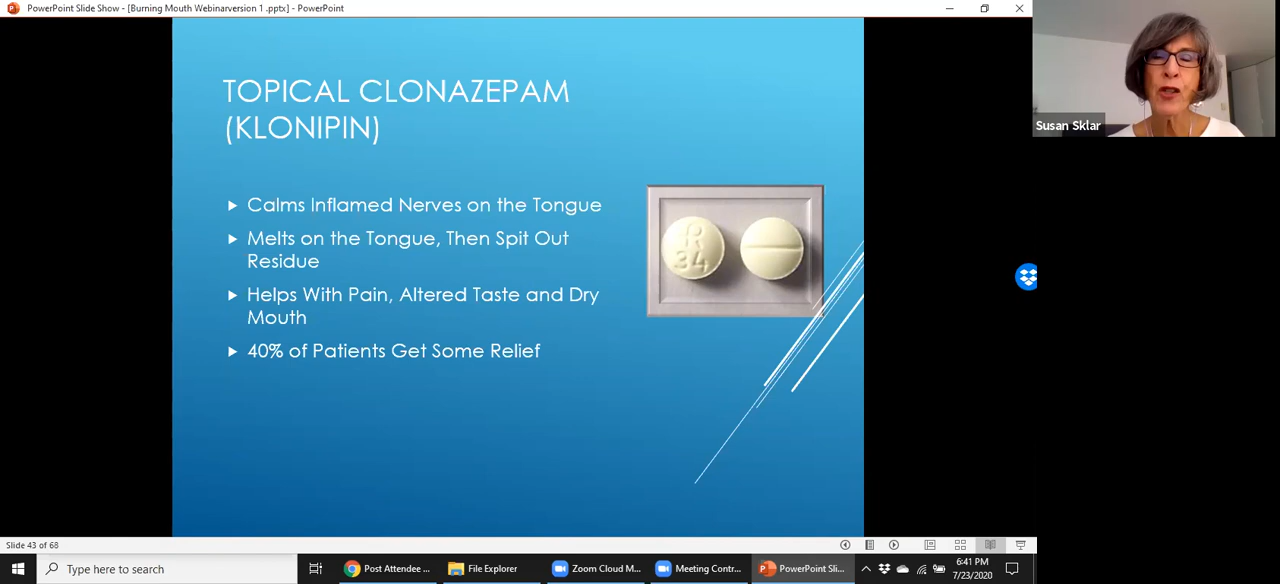 PowerPoint Slide Show - [Burning Mouth Webinarversion 1 .pptx] - PowerPoint
TOPICAL CLONAZEPAM
(KLONIPIN)
Calms Inflamed Nerves on the Tongue
Melts on the Tongue, Then Spit Out
Residue
Helps With Pain, Altered Taste and Dry
Mouth
40% of Patients Get Some Relief
R
34
Susan Sklar
Slide 43 of 68
Type here to search
Post Attendee ...
File Explorer
Zoom Cloud M...
Meeting Contr...
PowerPoint Sli...
6:41 PM
7/23/2020